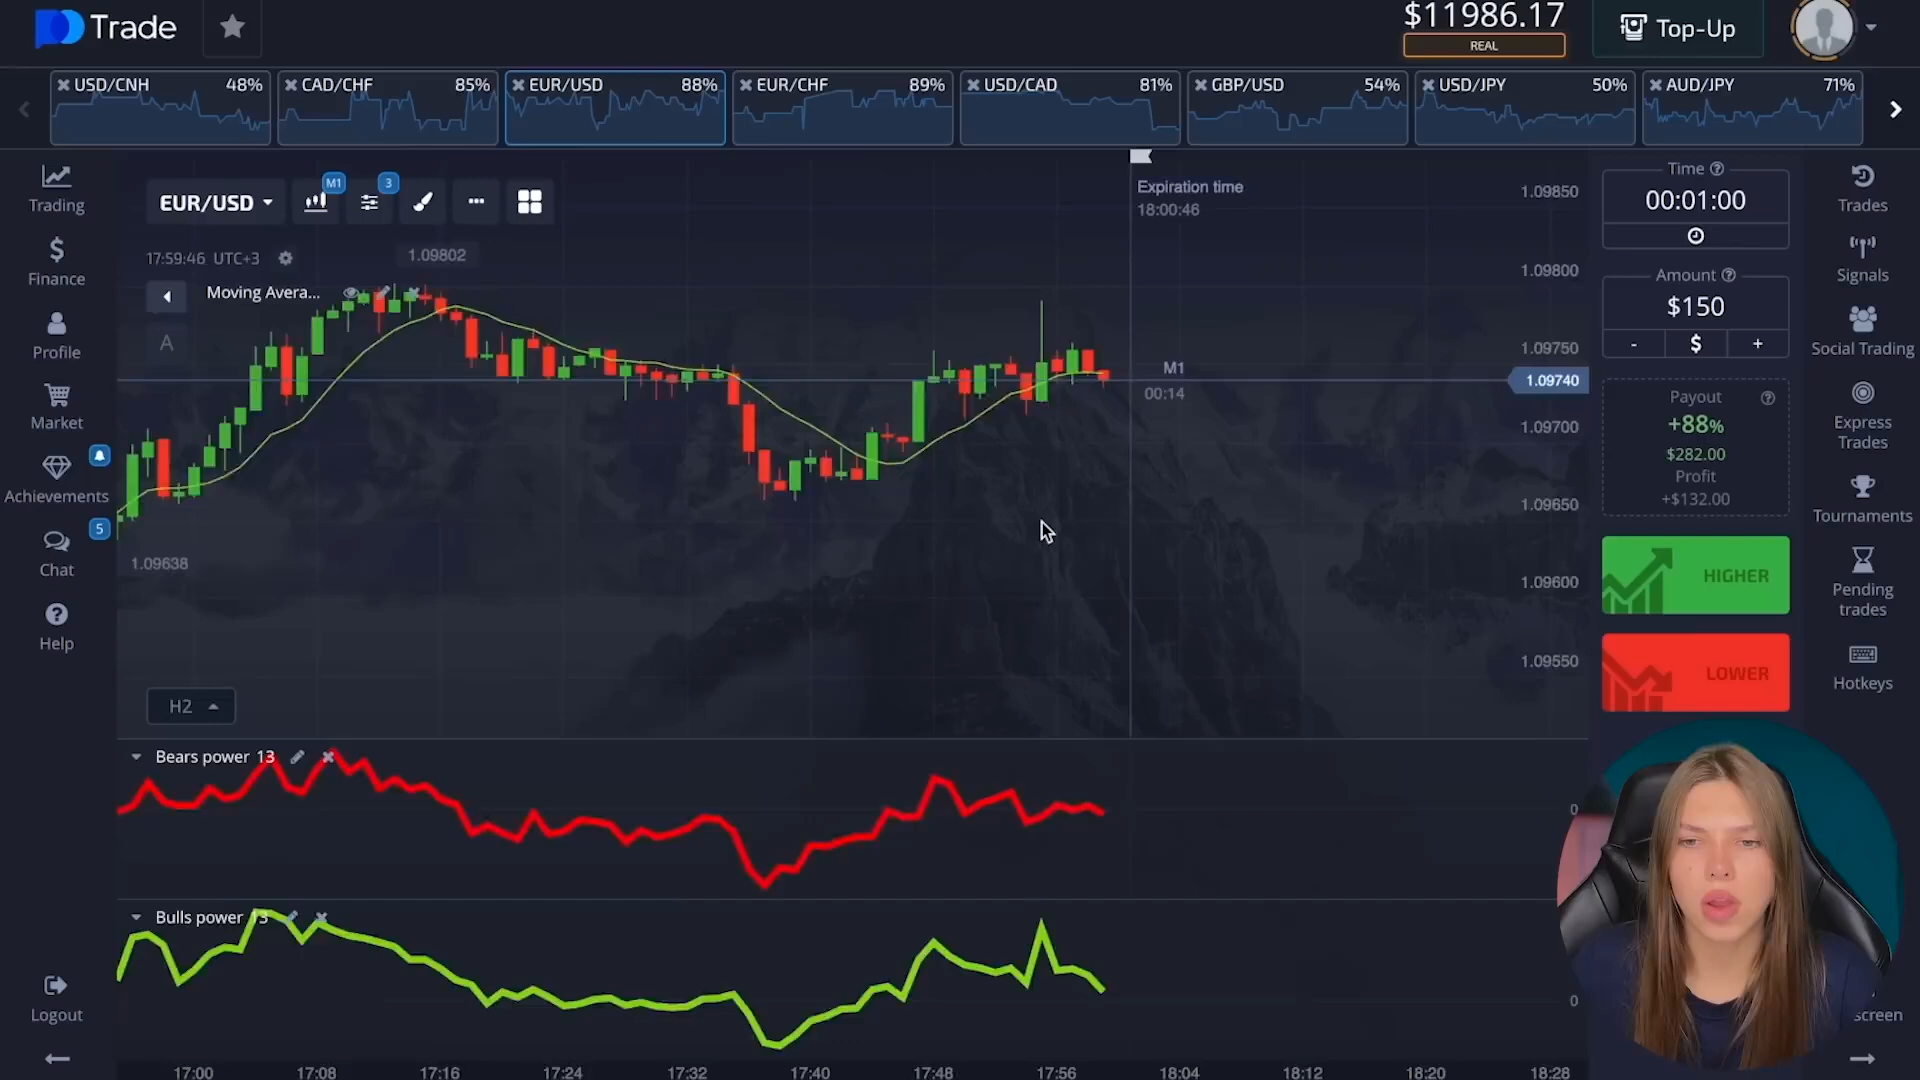 Trade
$11986.17
REAL
Top-Up
USD/CNH 48%
CAD/CHF 85%
EUR/USD 88%
EUR/CHF 89%
USD/CAD 81%
GBP/USD 54%
USD/JPY 50%
AUD/JPY 71%
Trading
Finance
Profile
Market
Achievements
5
Chat
Help
Logout
EUR/USD
M1
3
17:59:46 UTC+3
1.09802
Moving Avera...
A
1.09638
H2
Expiration time
18:00:46
M1
00:14
1.09850
1.09800
1.09750
1.09740
1.09700
1.09650
1.09600
1.09550
Bears power 13
0
Bulls power 13
0
17:00
17:08
17:16
17:24
17:32
17:40
17:48
17:56
18:04
18:12
18:20
18:28
Time
00:01:00
Amount
$150
- $ +
Payout
+88%
$282.00
Profit
+$132.00
HIGHER
LOWER
Trades
Signals
Social Trading
Express
Trades
Tournaments
Pending
trades
Hotkeys
screen